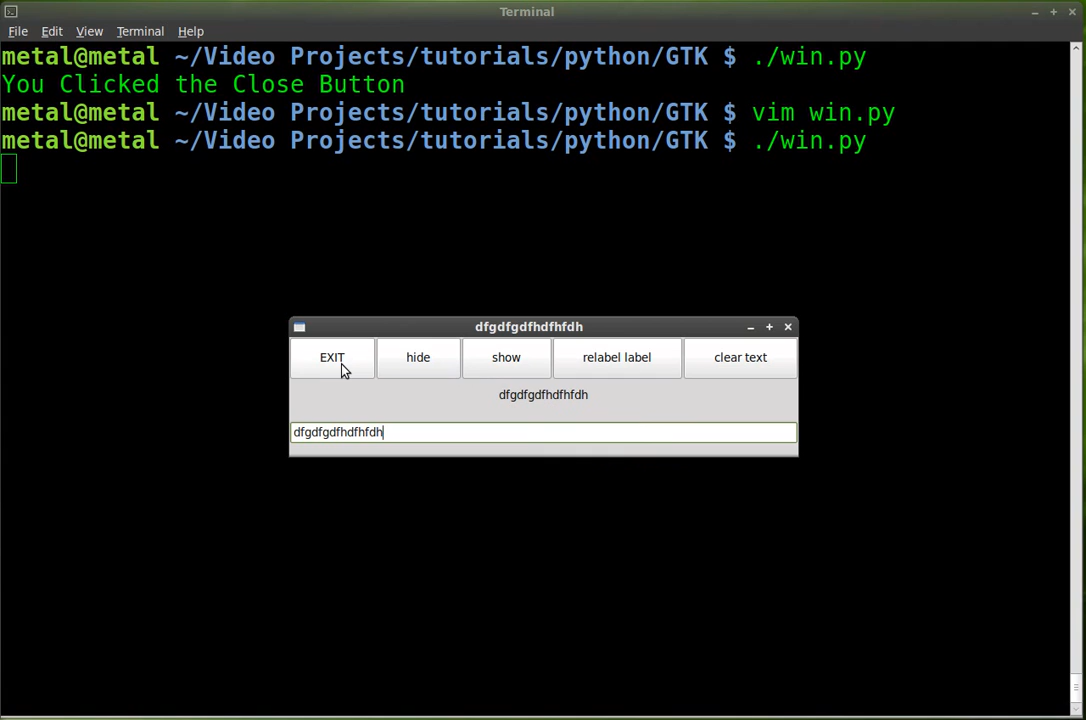 Terminal
File Edit View Terminal Help
metal@metal ~/Video Projects/tutorials/python/GTK $ ./win.py
You Clicked the Close Button
metal@metal ~/Video Projects/tutorials/python/GTK $ vim win.py
metal@metal ~/Video Projects/tutorials/python/GTK $ ./win.py
dfgdfgdfhdfhfdh
EXIT hide show relabel label clear text
dfgdfgdfhdfhfdh
dfgdfgdfhdfhfdh